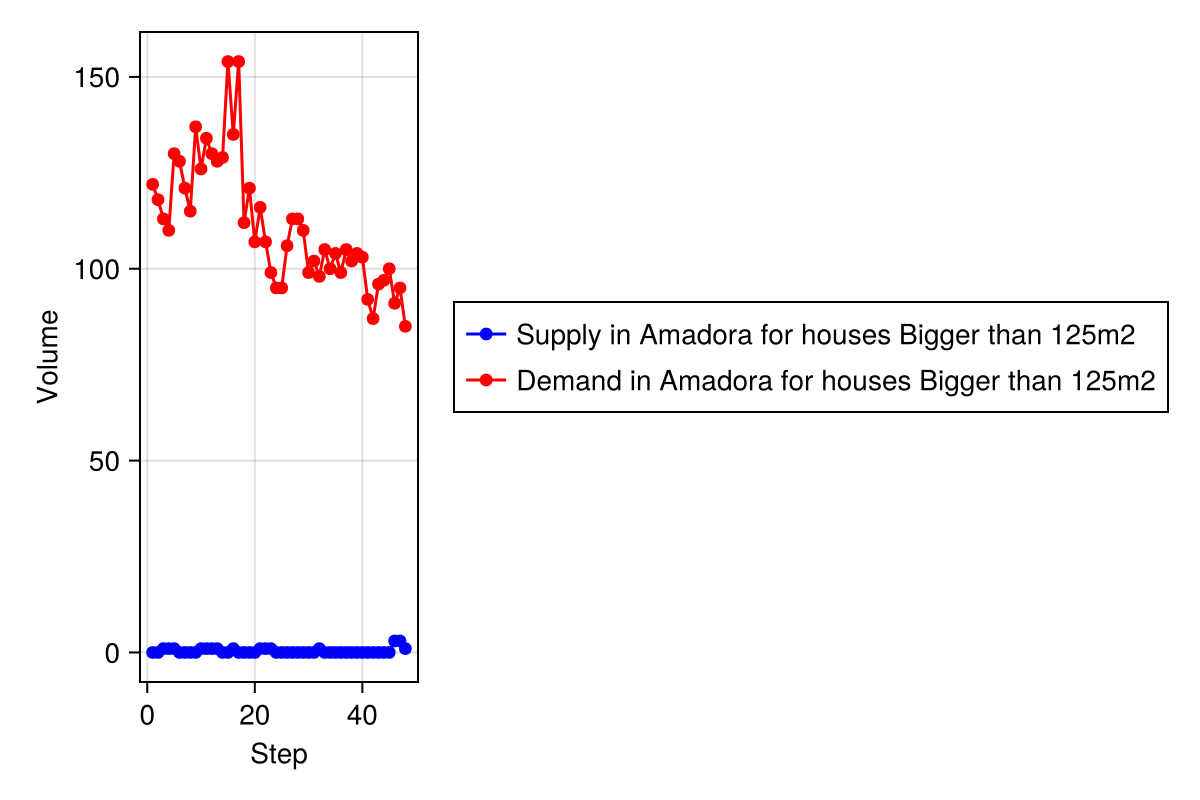 150
100
50
0
Volume
0 20 40
Step
Supply in Amadora for houses Bigger than 125m2
Demand in Amadora for houses Bigger than 125m2